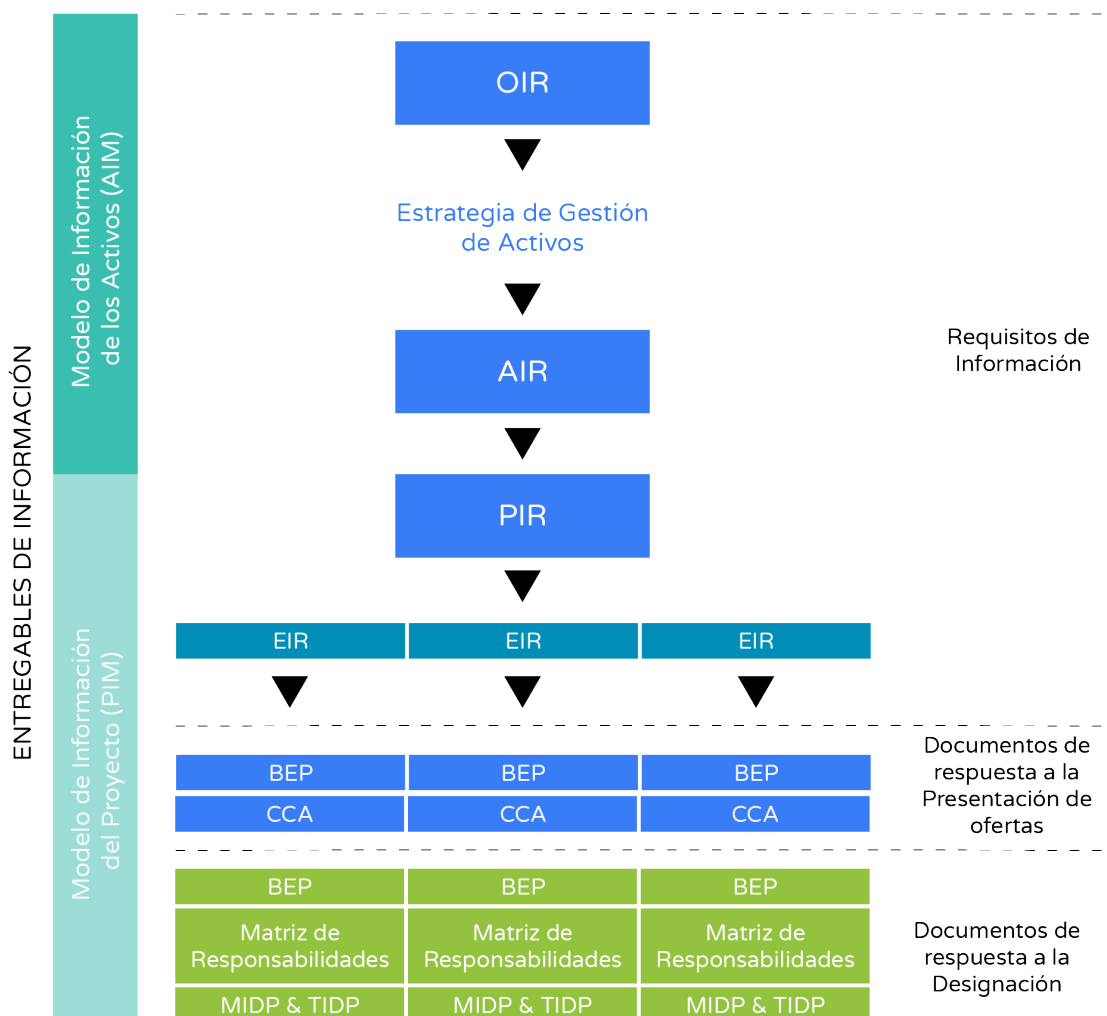 ENTREGABLES DE INFORMACIÓN
Modelo de Información
de los Activos (AIM)
Modelo de Información
del Proyecto (PIM)
OIR
Estrategia de Gestión
de Activos
AIR
PIR
Requisitos de
Información
EIR EIR EIR
BEP BEP BEP
CCA CCA CCA
Documentos de
respuesta a la
Presentación de
ofertas
BEP BEP BEP
Matriz de Matriz de Matriz de
Responsabilidades Responsabilidades Responsabilidades
MIDP & TIDP MIDP & TIDP MIDP & TIDP
Documentos de
respuesta a la
Designación